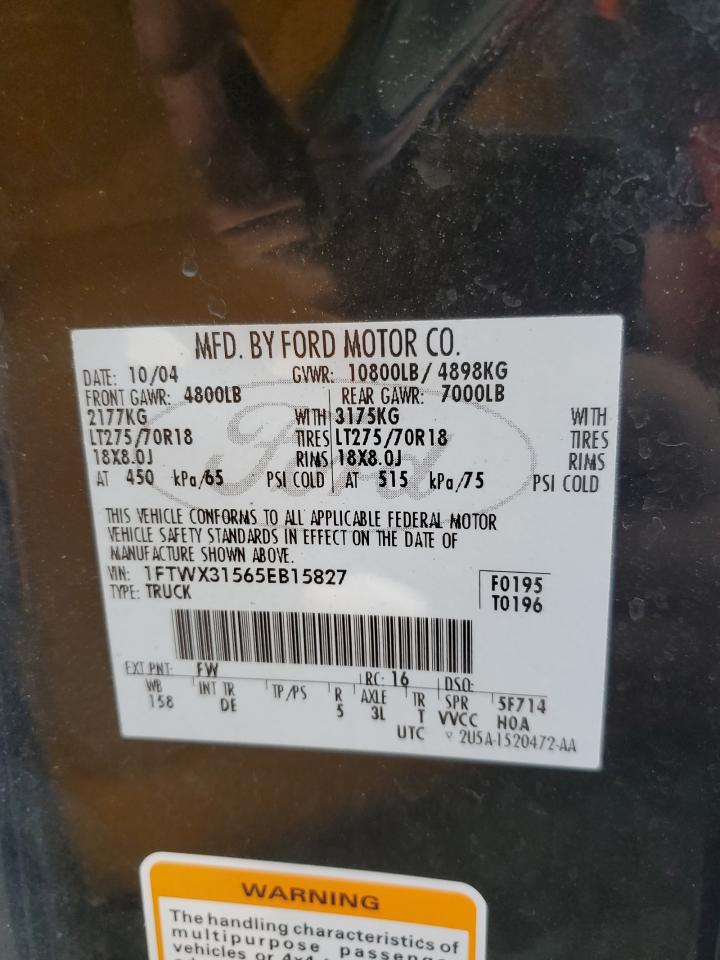 MFD. BY FORD MOTOR CO.
DATE: 10/04 GVWR: 10800LB/ 4898KG
FRONT GAWR: 4800LB REAR GAWR: 7000LB
2177KG WITH 3175KG WITH
LT275/70R18 TIRES LT275/70R18 TIRES
18X8.0J RIMS 18X8.0J RIMS
AT 450 kPa/65 PSI COLD AT 515 kPa/75 PSI COLD
Ford
THIS VEHICLE CONFORMS TO ALL APPLICABLE FEDERAL MOTOR
VEHICLE SAFETY STANDARDS IN EFFECT ON THE DATE OF
MANUFACTURE SHOWN ABOVE.
VIN: 1FTWX31565EB15827 F0195
TYPE: TRUCK T0196
EXT PNT: FW RC: 16 DSO:
WB INT TR TP/PS R AXLE TR SPR 5F714
158 DE 5 3L T VVCC H0A
UTC 2U5A-1520472-AA
WARNING
The handling characteristics of
multipurpose passenge
vehicles or 4x4